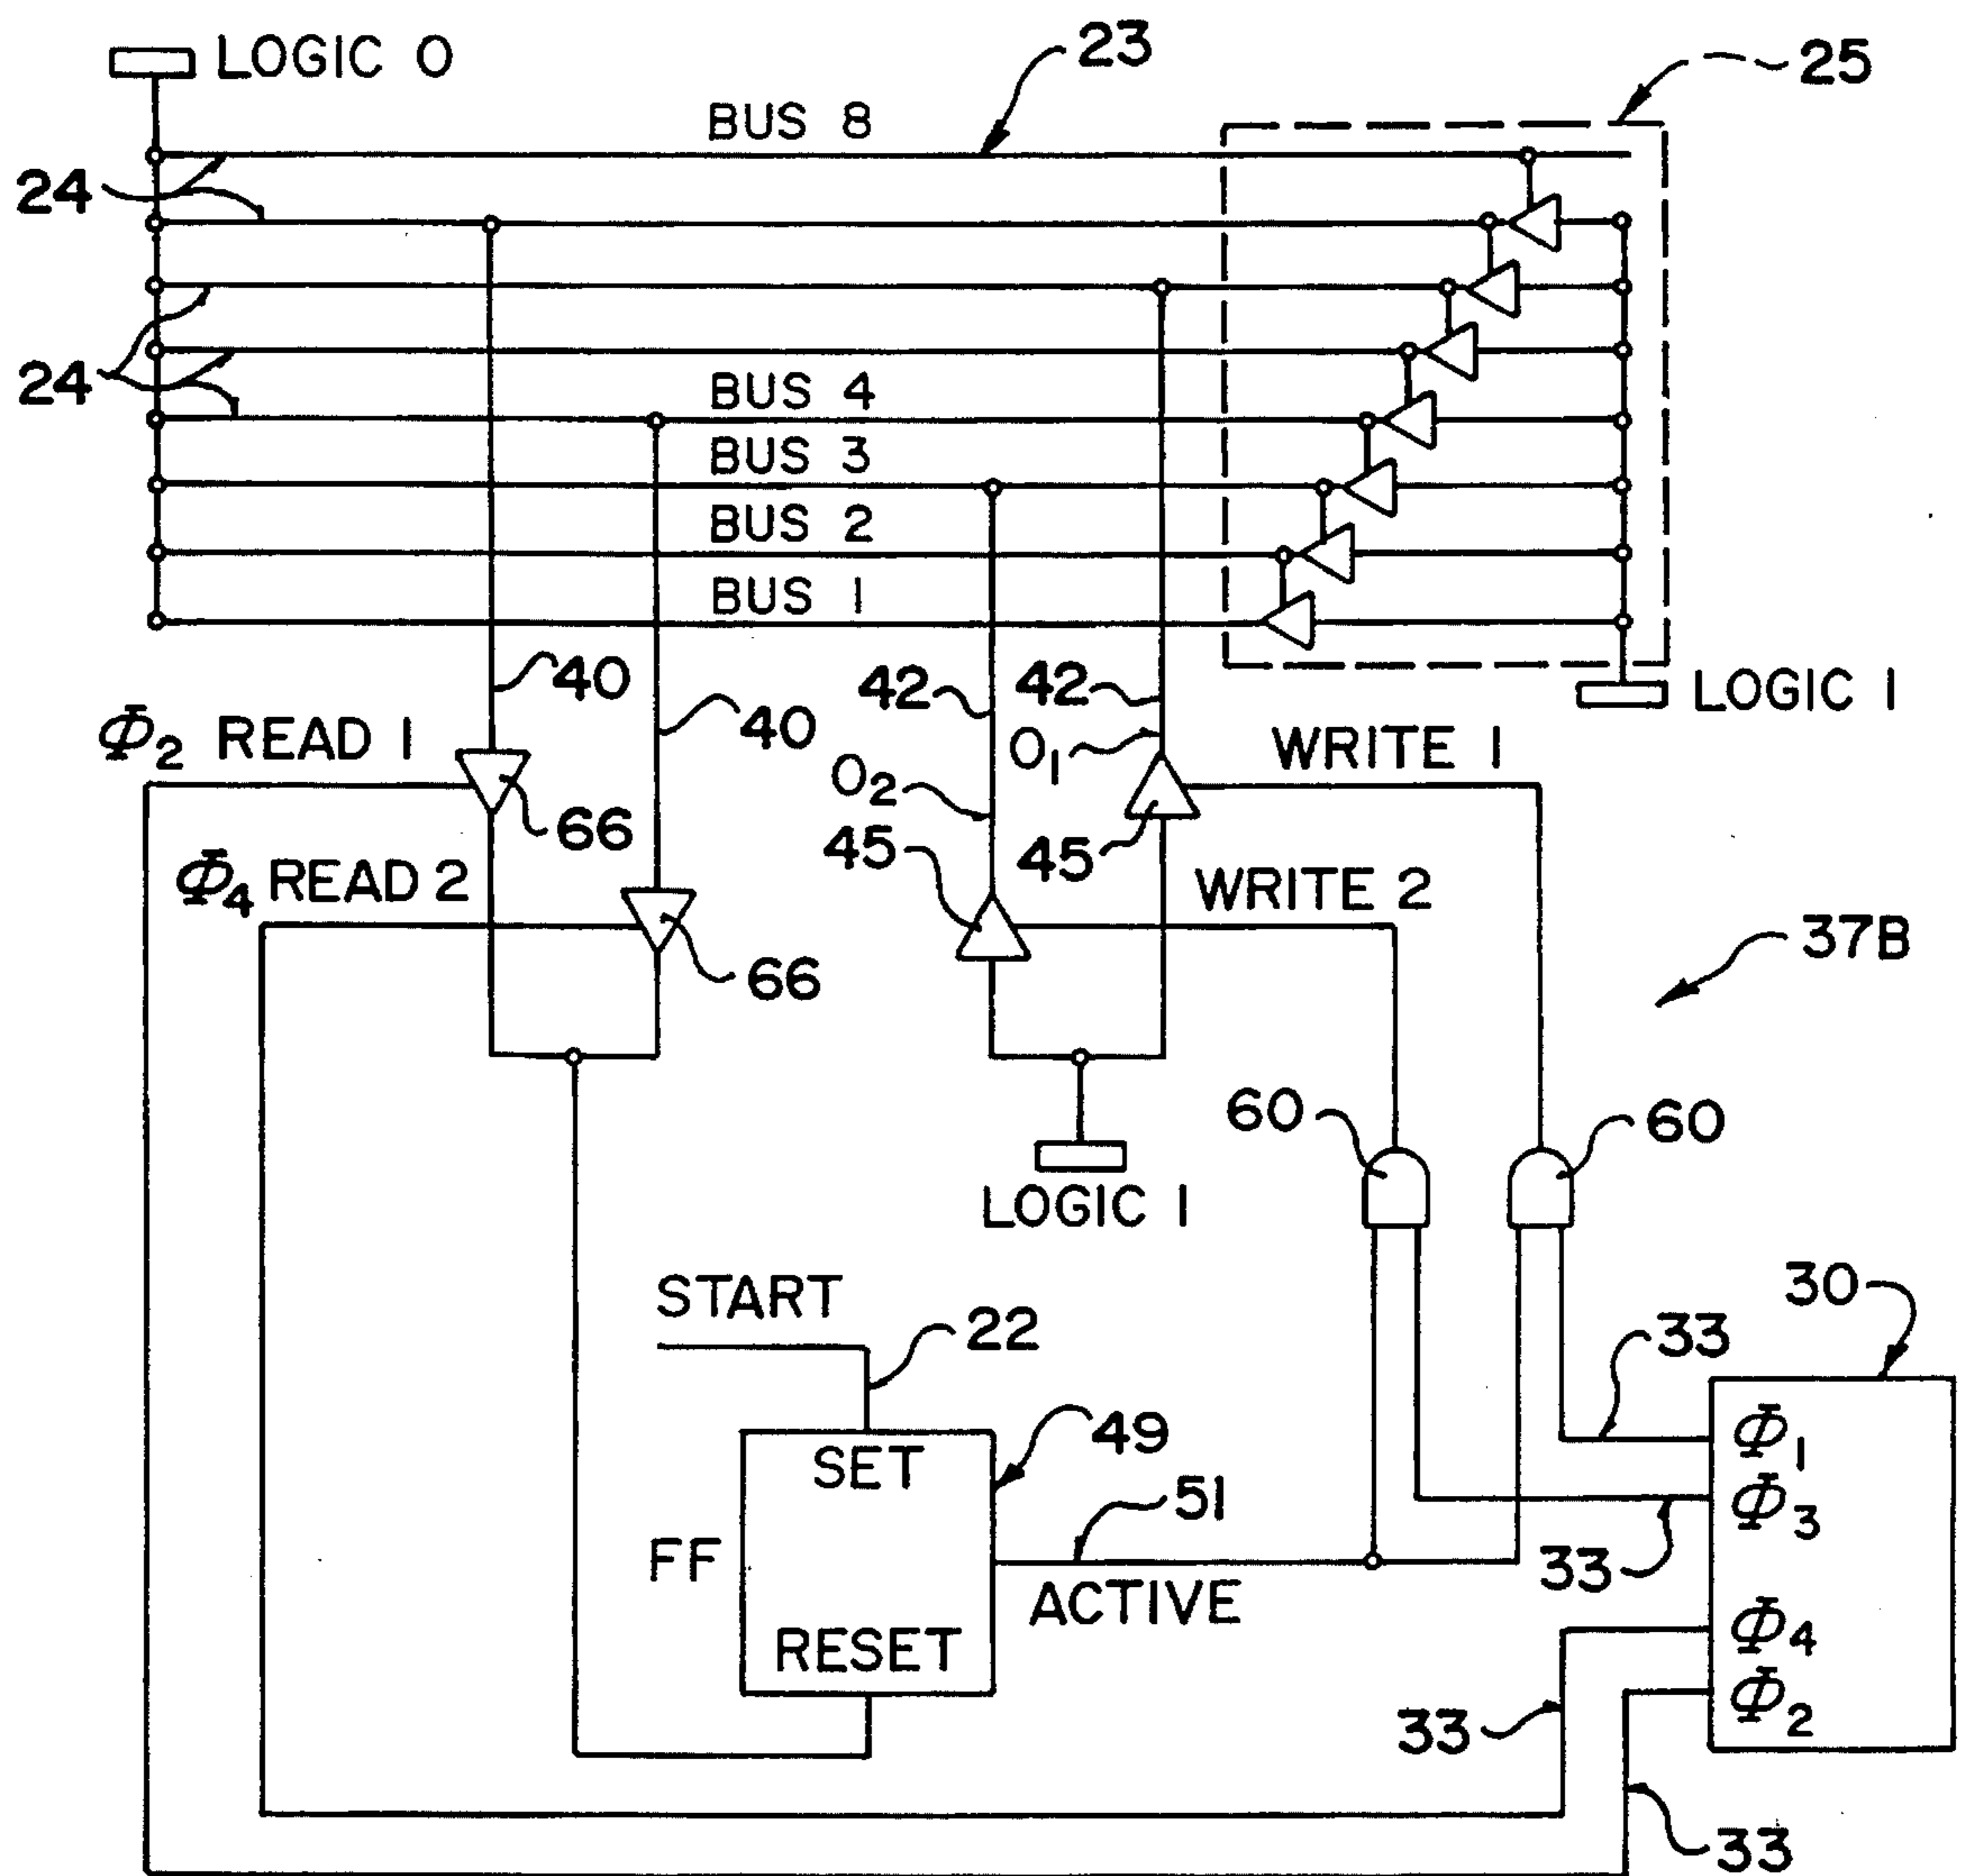 LOGIC 0
23
25
BUS 8
24
24
BUS 4
BUS 3
BUS 2
BUS 1
40
42
42
LOGIC 1
Φ2 READ 1
40
O2
O1
WRITE 1
66
45
45
Φ4 READ 2
WRITE 2
37B
66
60
60
LOGIC 1
START
22
30
33
49
SET
Φ1
Φ3
51
FF
33
ACTIVE
RESET
Φ4
Φ2
33
33